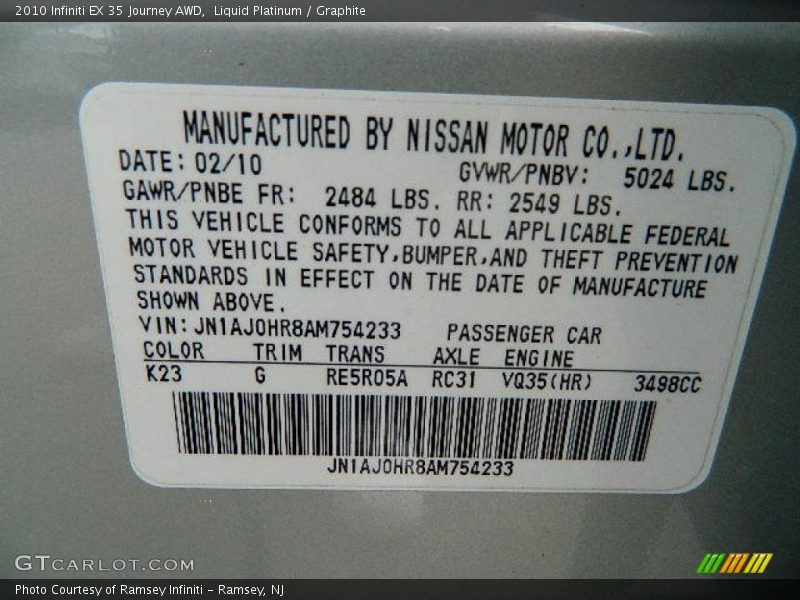 2010 Infiniti EX 35 Journey AWD,  Liquid Platinum / Graphite
MANUFACTURED BY NISSAN MOTOR CO.,LTD.
DATE: 02/10 GVWR/PNBV: 5024 LBS.
GAWR/PNBE FR: 2484 LBS. RR: 2549 LBS.
THIS VEHICLE CONFORMS TO ALL APPLICABLE FEDERAL
MOTOR VEHICLE SAFETY,BUMPER,AND THEFT PREVENTION
STANDARDS IN EFFECT ON THE DATE OF MANUFACTURE
SHOWN ABOVE.
VIN: JN1AJ0HR8AM754233 PASSENGER CAR
COLOR TRIM TRANS AXLE ENGINE
K23 G RE5R05A RC31 VQ35(HR) 3498CC
JN1AJ0HR8AM754233
GTCARLOT.COM
Photo Courtesy of Ramsey Infiniti - Ramsey, NJ